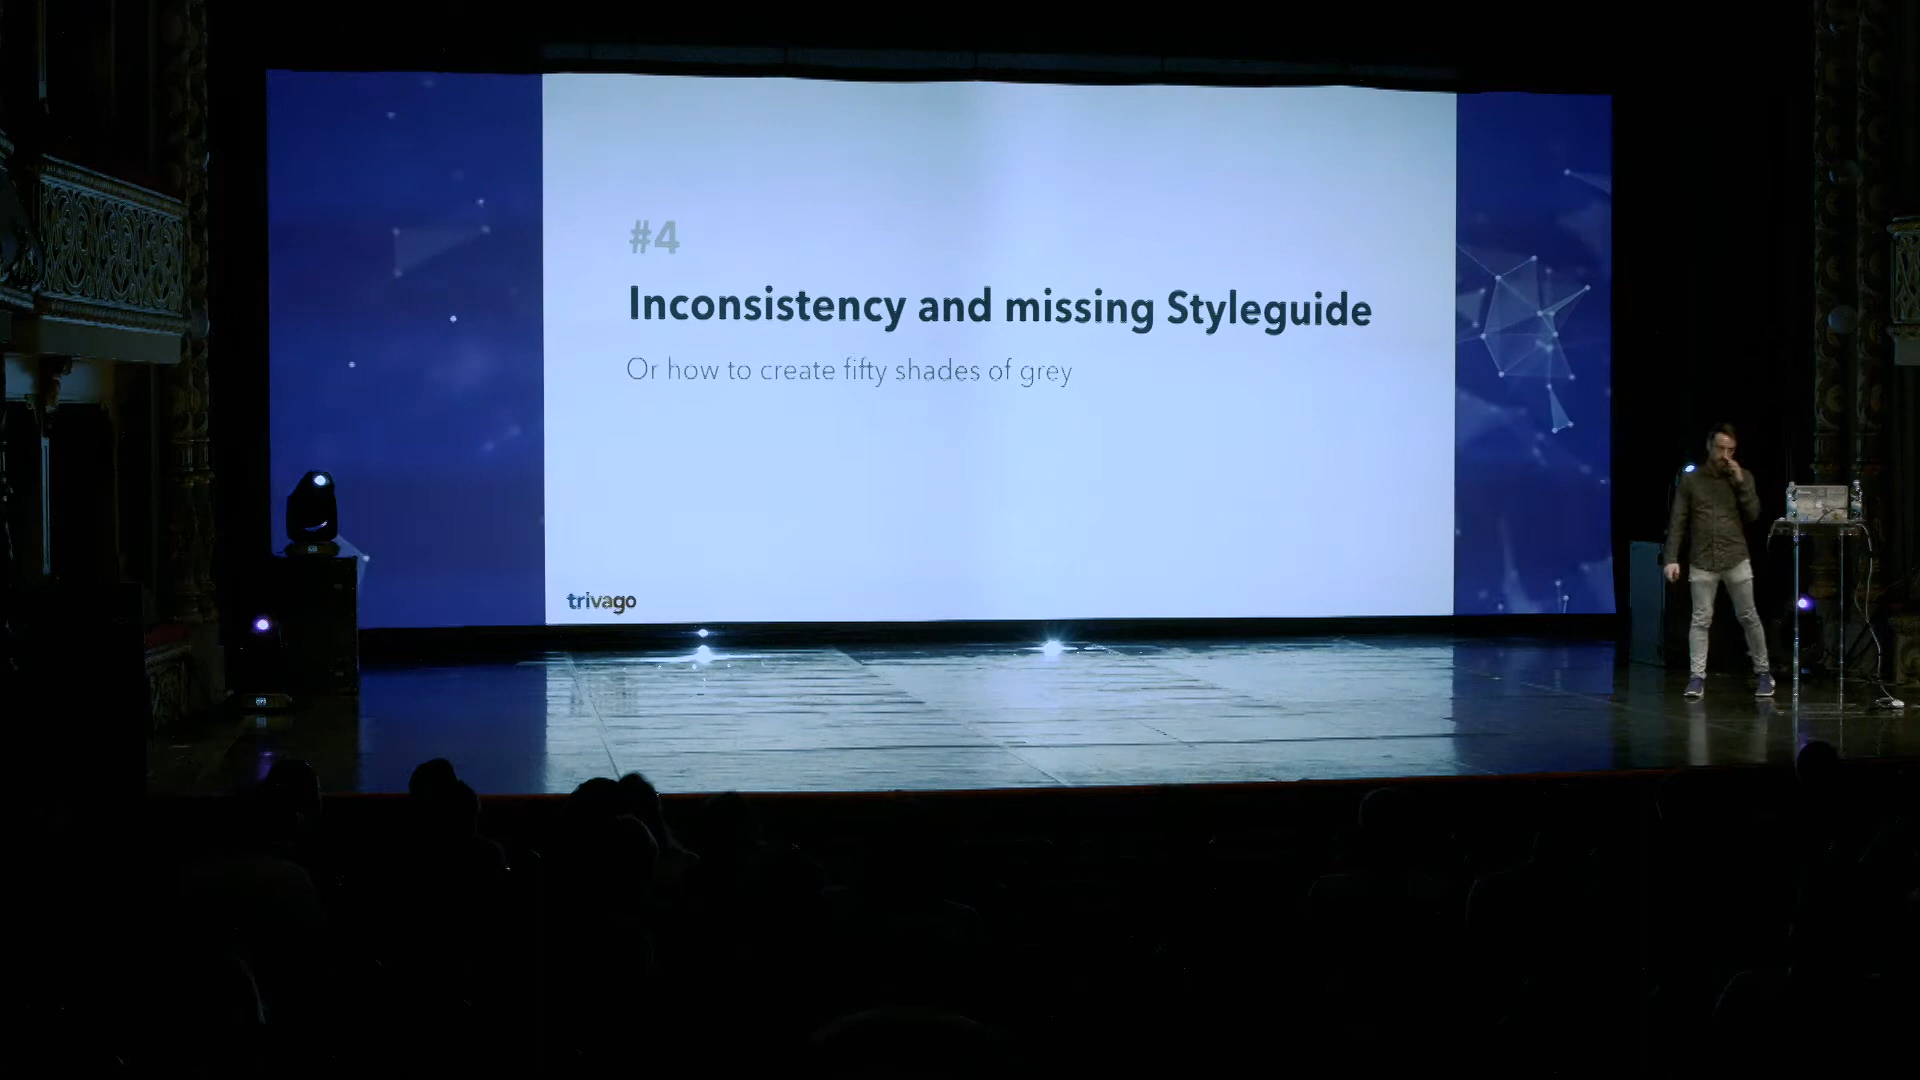 #4
Inconsistency and missing Styleguide
Or how to create fifty shades of grey
trivago